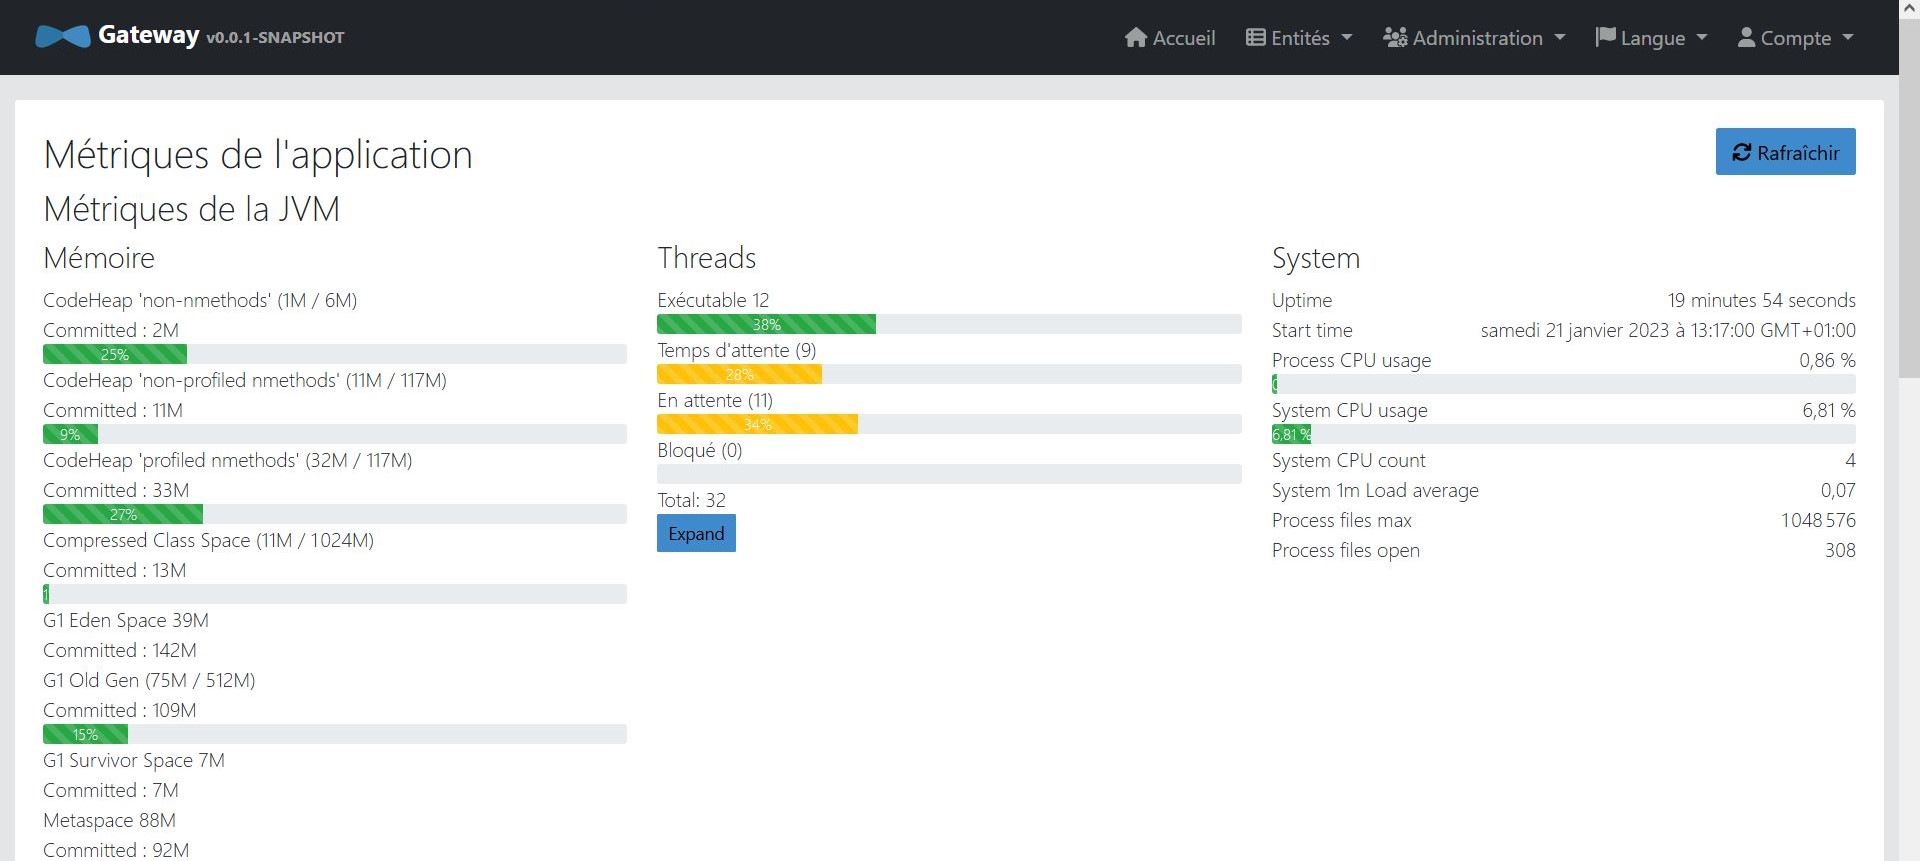 Gateway v0.0.1-SNAPSHOT
Accueil Entités Administration Langue Compte
Métriques de l'application
Rafraîchir
Métriques de la JVM
Mémoire
CodeHeap 'non-nmethods' (1M / 6M)
Committed : 2M
25%
CodeHeap 'non-profiled nmethods' (11M / 117M)
Committed : 11M
9%
CodeHeap 'profiled nmethods' (32M / 117M)
Committed : 33M
27%
Compressed Class Space (11M / 1024M)
Committed : 13M
1
G1 Eden Space 39M
Committed : 142M
G1 Old Gen (75M / 512M)
Committed : 109M
15%
G1 Survivor Space 7M
Committed : 7M
Metaspace 88M
Committed : 92M
Threads
Exécutable 12
38%
Temps d'attente (9)
28%
En attente (11)
34%
Bloqué (0)
Total: 32
Expand
System
Uptime 19 minutes 54 seconds
Start time samedi 21 janvier 2023 à 13:17:00 GMT+01:00
Process CPU usage 0,86 %
System CPU usage 6,81 %
6,81 %
System CPU count 4
System 1m Load average 0,07
Process files max 1 048 576
Process files open 308